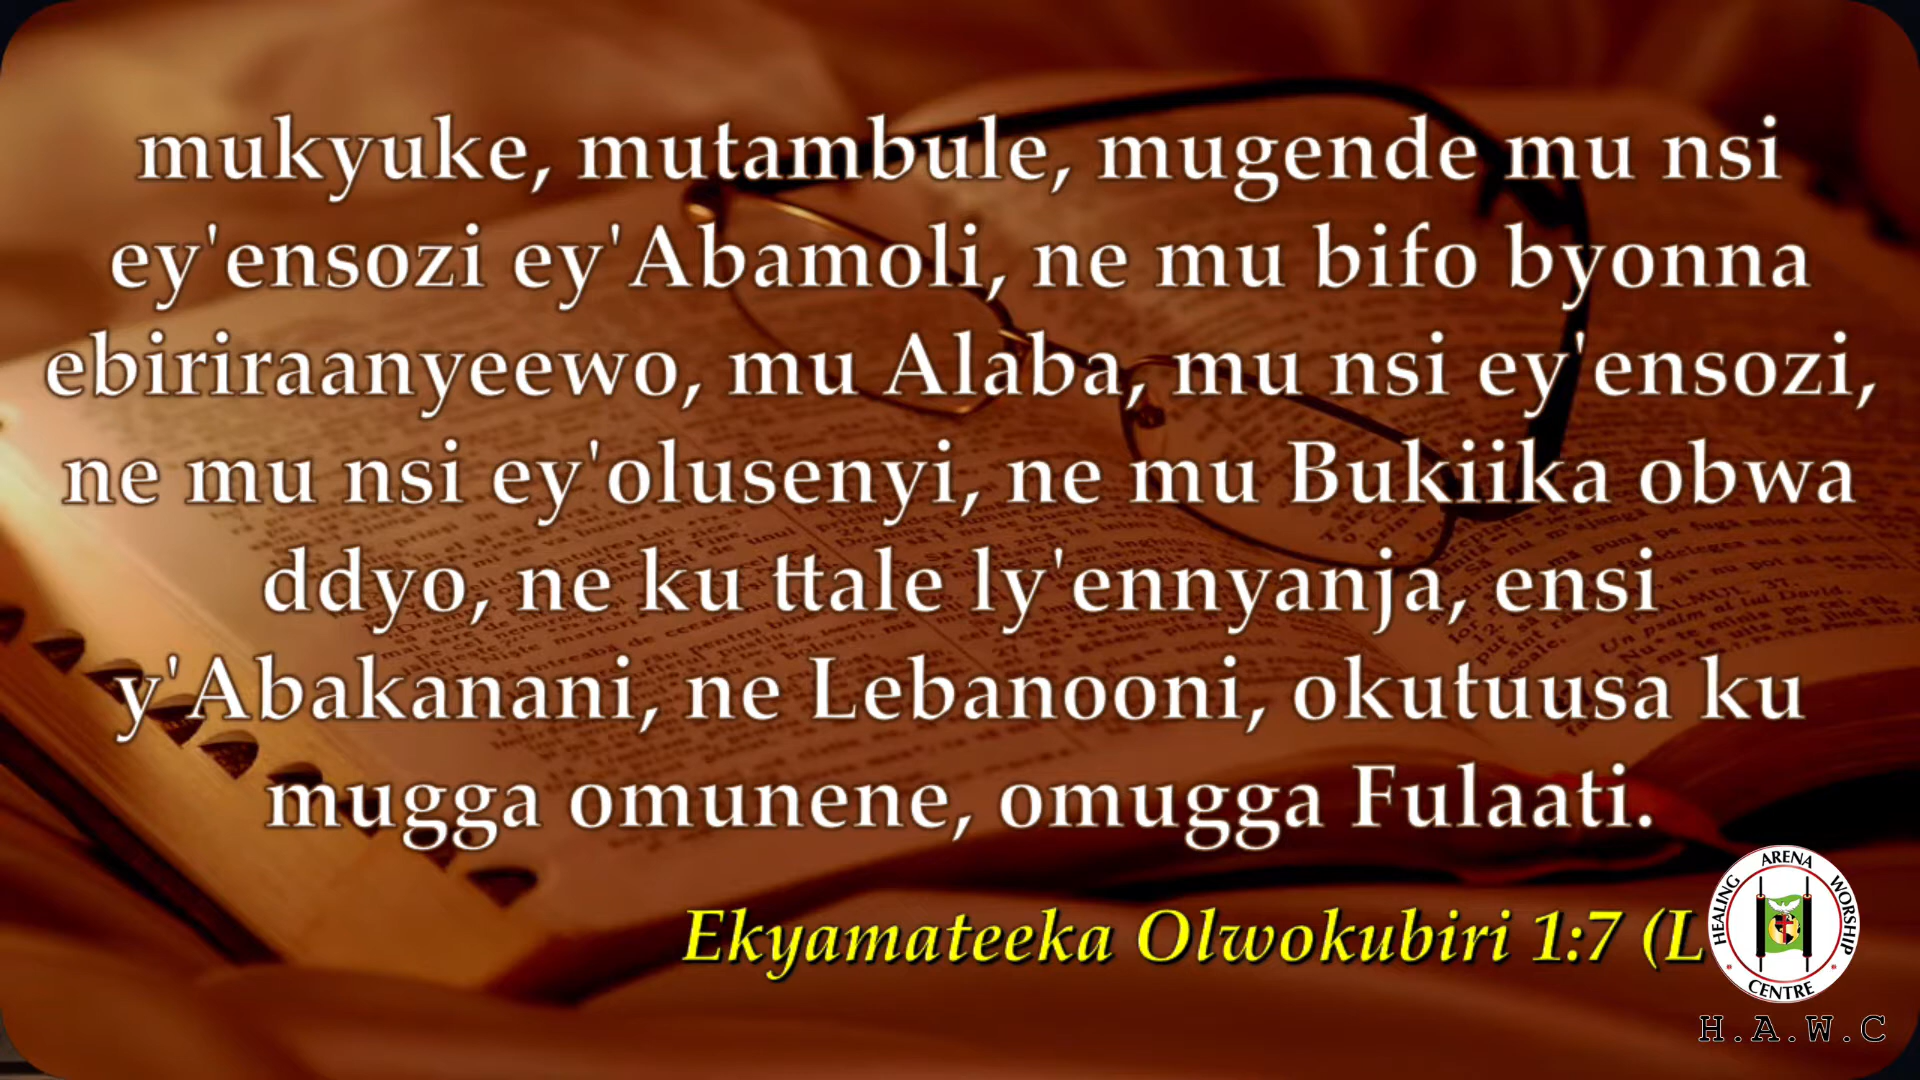 mukyuke, mutambule, mugende mu nsi
ey'ensozi ey'Abamoli, ne mu bifo byonna
ebiriraanyeewo, mu Alaba, mu nsi ey'ensozi,
ne mu nsi ey'olusenyi, ne mu Bukiika obwa
ddyo, ne ku ttale ly'ennyanja, ensi
y'Abakanani, ne Lebanooni, okutuusa ku
mugga omunene, omugga Fulaati.
Ekyamateeka Olwokubiri 1:7 (L
HEALING ARENA WORSHIP CENTRE
H.A.W.C